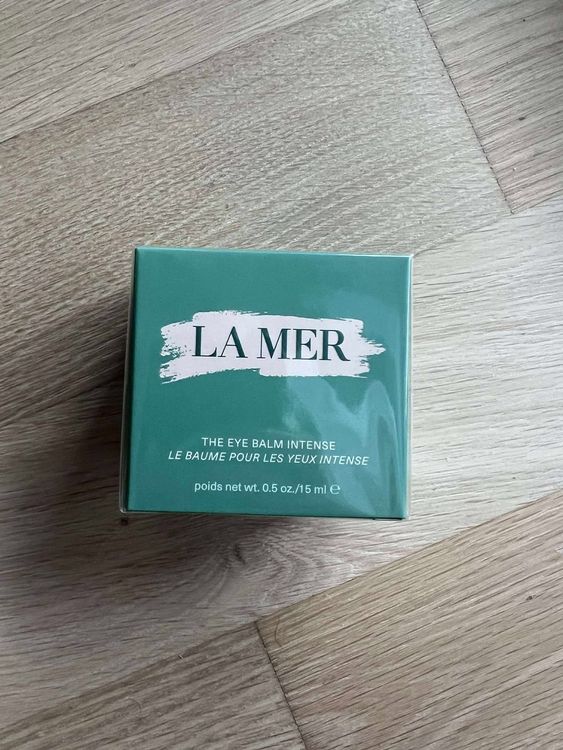 LA MER
THE EYE BALM INTENSE
LE BAUME POUR LES YEUX INTENSE
poids net wt. 0.5 oz./15 ml ℮